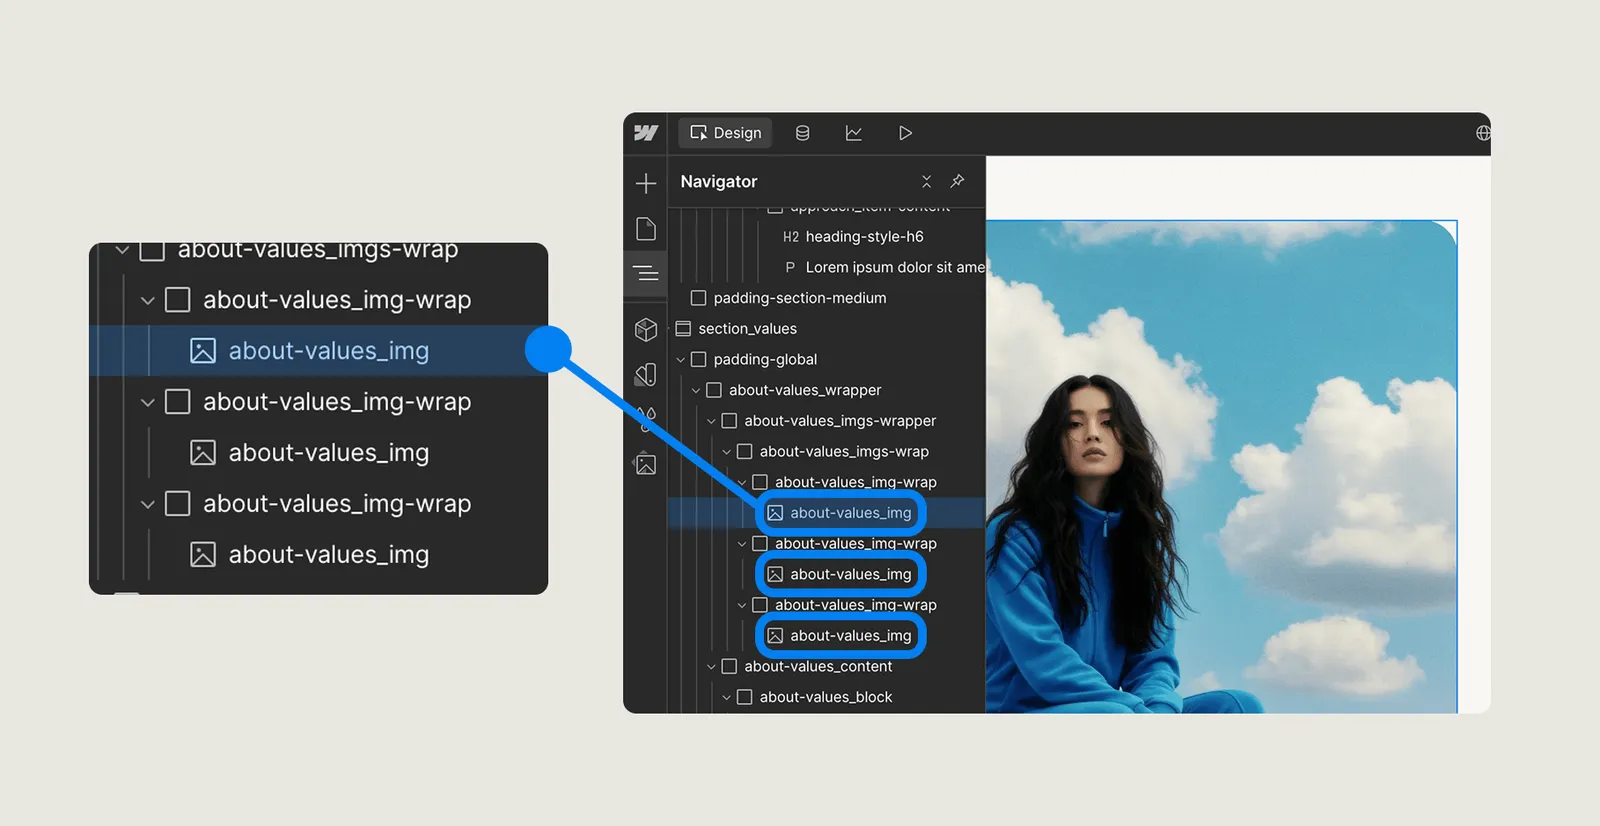 about-values_imgs-wrap
about-values_img-wrap
about-values_img
about-values_img-wrap
about-values_img
about-values_img-wrap
about-values_img
Design
Navigator
approach_item-content
H2 heading-style-h6
P Lorem ipsum dolor sit ame
padding-section-medium
section_values
padding-global
about-values_wrapper
about-values_imgs-wrapper
about-values_imgs-wrap
about-values_img-wrap
about-values_img
about-values_img-wrap
about-values_img
about-values_img-wrap
about-values_img
about-values_content
about-values_block